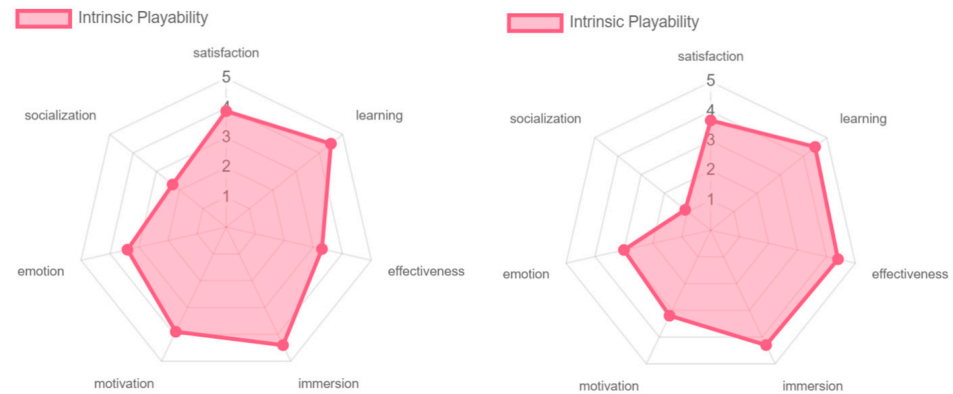 Intrinsic Playability
satisfaction
5
4
3
2
1
socialization
learning
emotion
effectiveness
motivation
immersion
Intrinsic Playability
satisfaction
5
4
3
2
1
socialization
learning
emotion
effectiveness
motivation
immersion